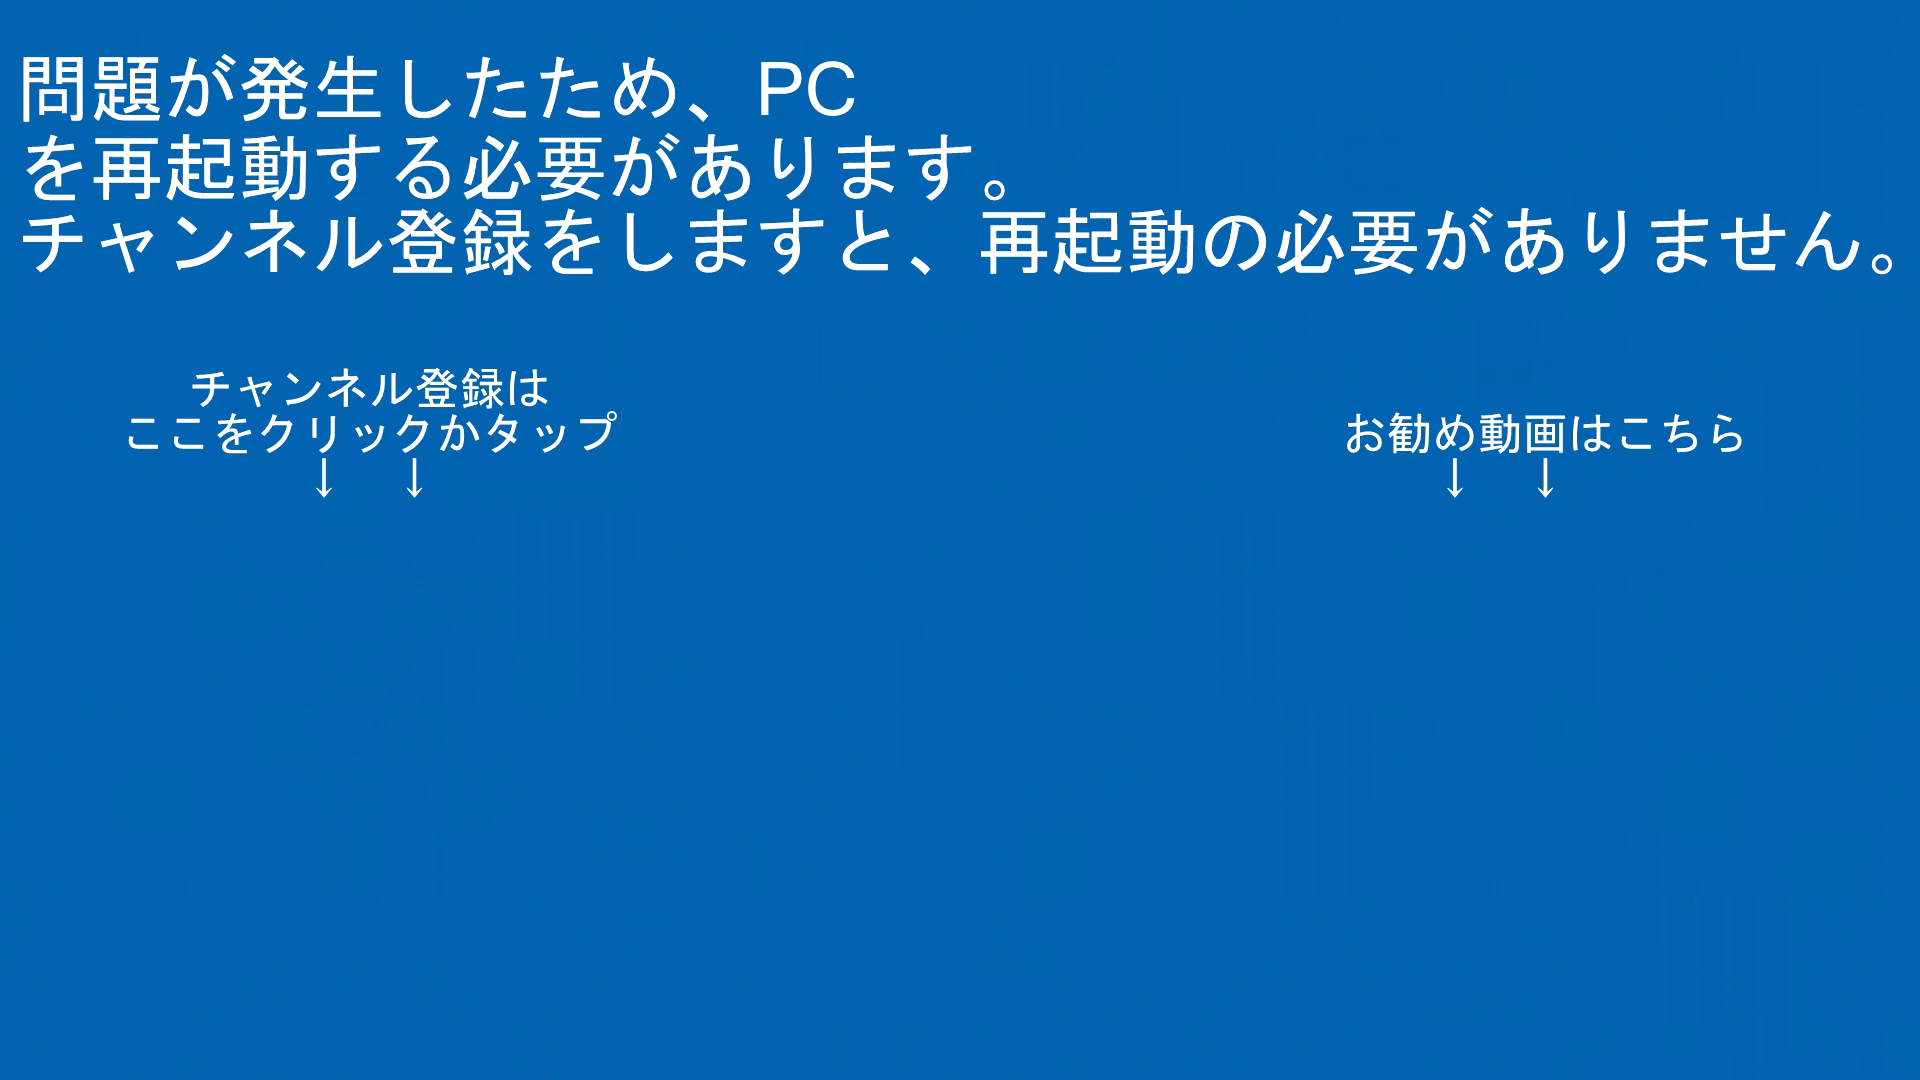 問題が発生したため、PC
を再起動する必要があります。
チャンネル登録をしますと、再起動の必要がありません。
チャンネル登録は
ここをクリックかタップ
↓ ↓
お勧め動画はこちら
↓ ↓